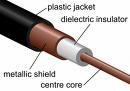 plastic jacket
dielectric insulator
metallic shield
centre core